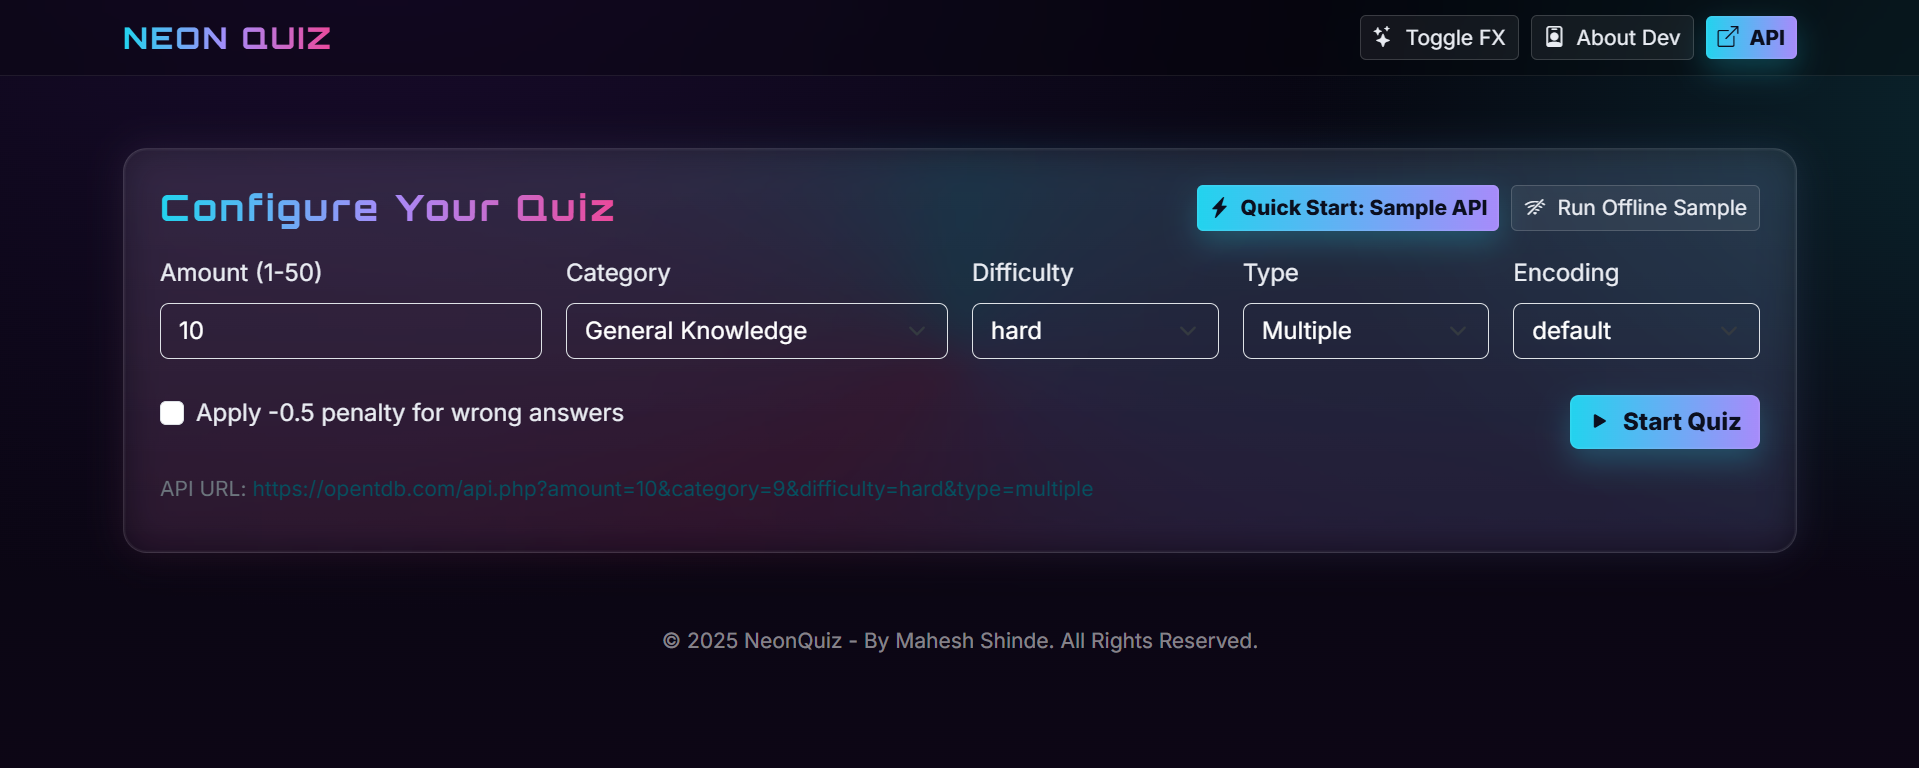 NEON QUIZ
Toggle FX
About Dev
API
Configure Your Quiz
Quick Start: Sample API
Run Offline Sample
Amount (1-50)
Category
Difficulty
Type
Encoding
10
General Knowledge
hard
Multiple
default
Apply -0.5 penalty for wrong answers
Start Quiz
API URL: https://opentdb.com/api.php?amount=10&category=9&difficulty=hard&type=multiple
© 2025 NeonQuiz - By Mahesh Shinde. All Rights Reserved.